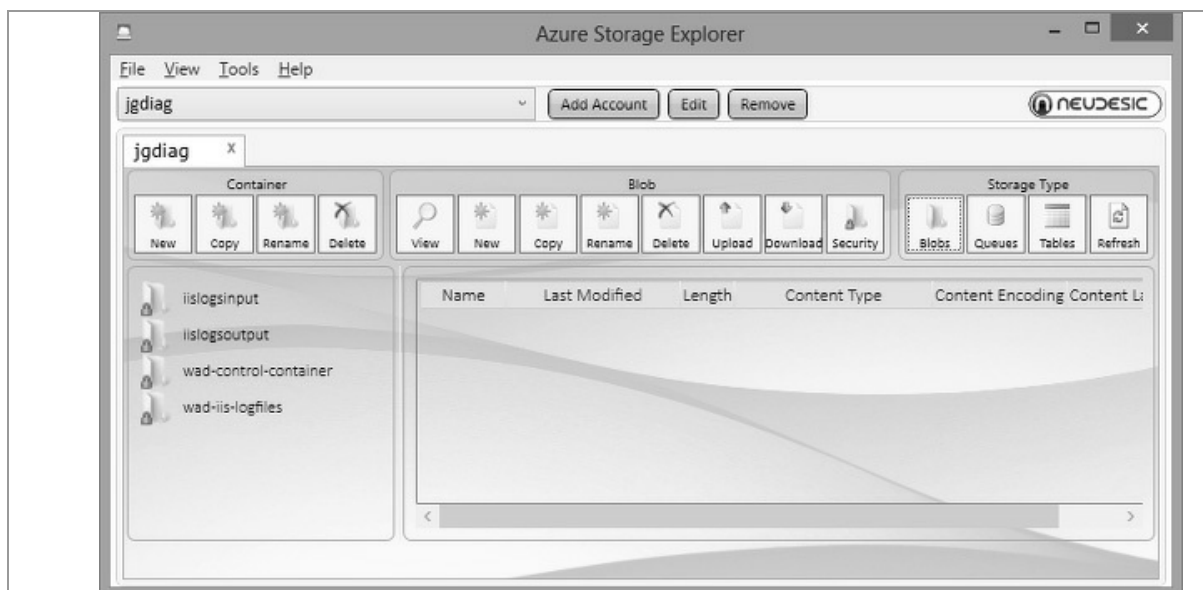 Azure Storage Explorer
File View Tools Help
jgdiag Add Account Edit Remove NEUDESIC
jgdiag x
Container Blob Storage Type
New Copy Rename Delete View New Copy Rename Delete Upload Download Security Blobs Queues Tables Refresh
iislogsinput
Name Last Modified Length Content Type Content Encoding Content La
iislogsoutput
wad-control-container
wad-iis-logfiles